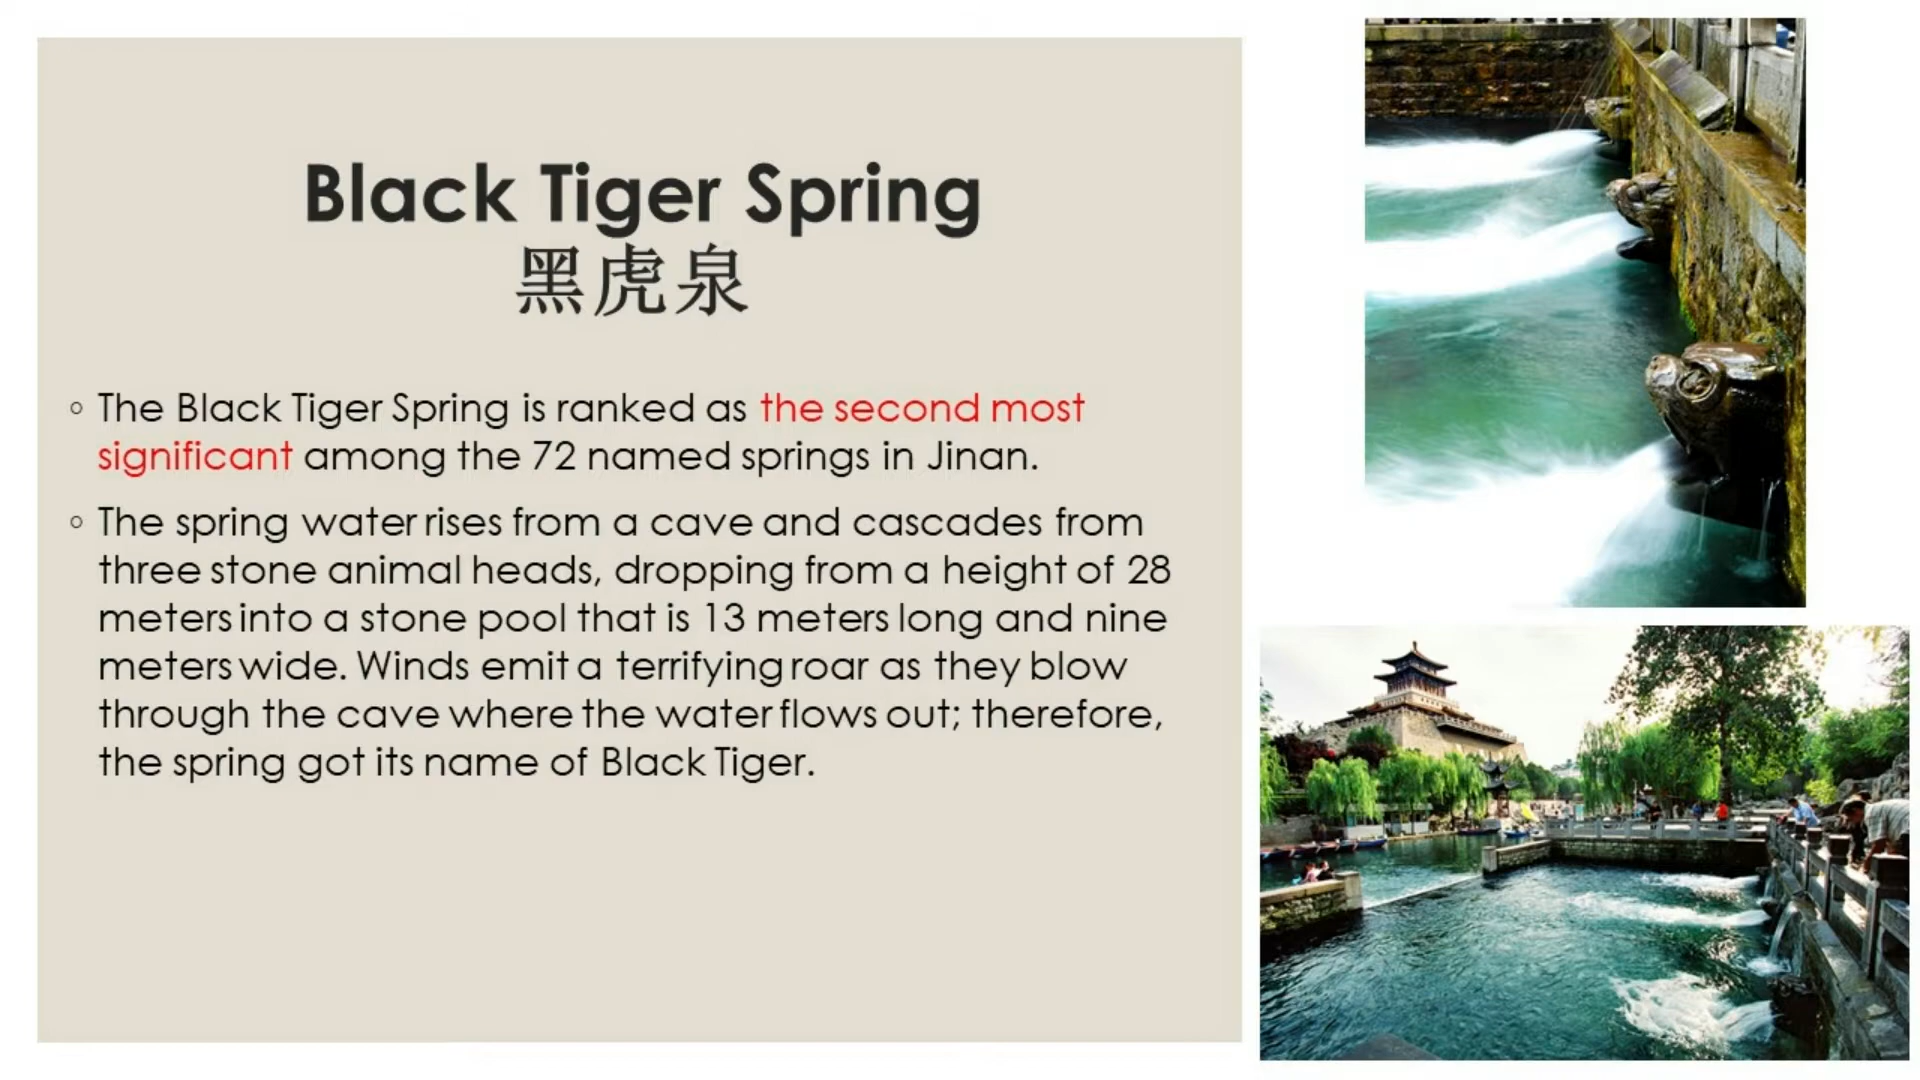 Black Tiger Spring
黑虎泉
◦ The Black Tiger Spring is ranked as the second most
significant among the 72 named springs in Jinan.
◦ The spring water rises from a cave and cascades from
three stone animal heads, dropping from a height of 28
meters into a stone pool that is 13 meters long and nine
meters wide. Winds emit a terrifying roar as they blow
through the cave where the water flows out; therefore,
the spring got its name of Black Tiger.